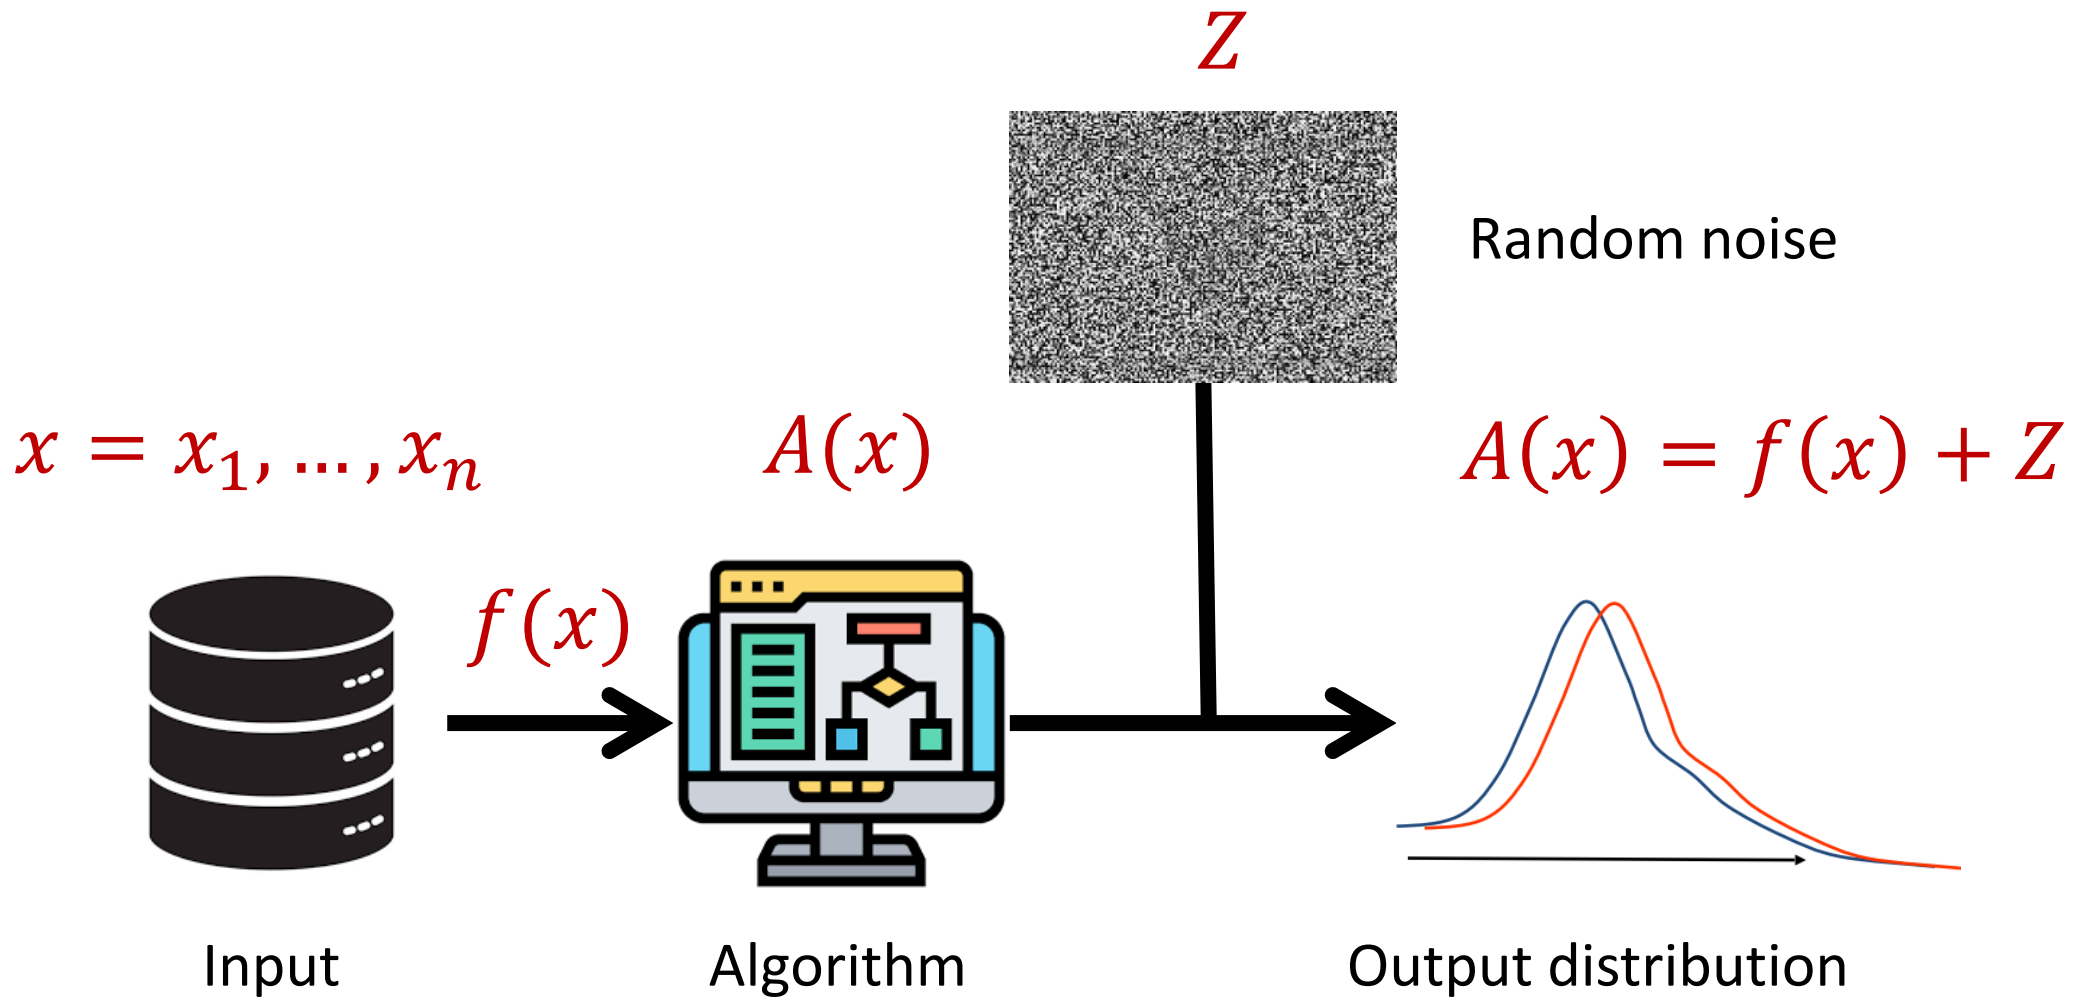 Z
Random noise
x = x₁, … , xₙ
A(x)
A(x) = f(x) + Z
f(x)
Input
Algorithm
Output distribution